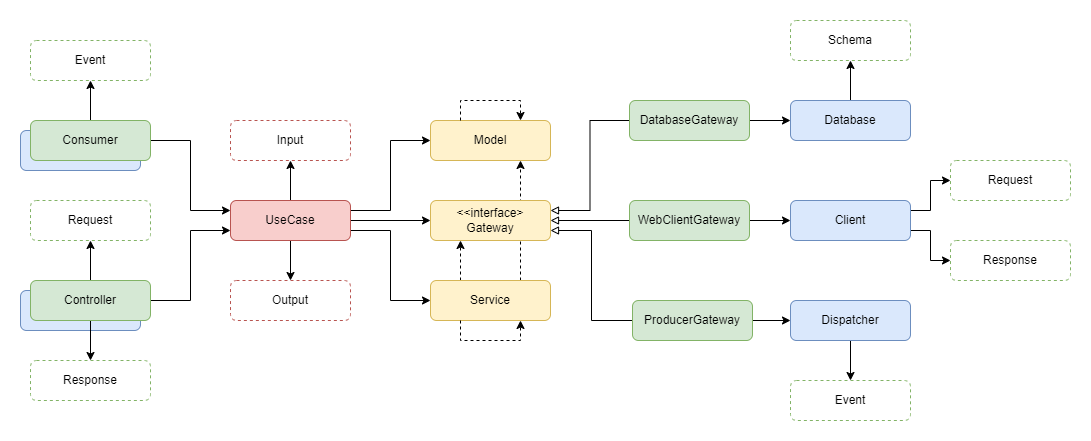 Schema
Event
DatabaseGateway
Database
Consumer
Input
Model
Request
Request
UseCase
<<interface>
Gateway
WebClientGateway
Client
Response
Controller
Output
Service
ProducerGateway
Dispatcher
Response
Event